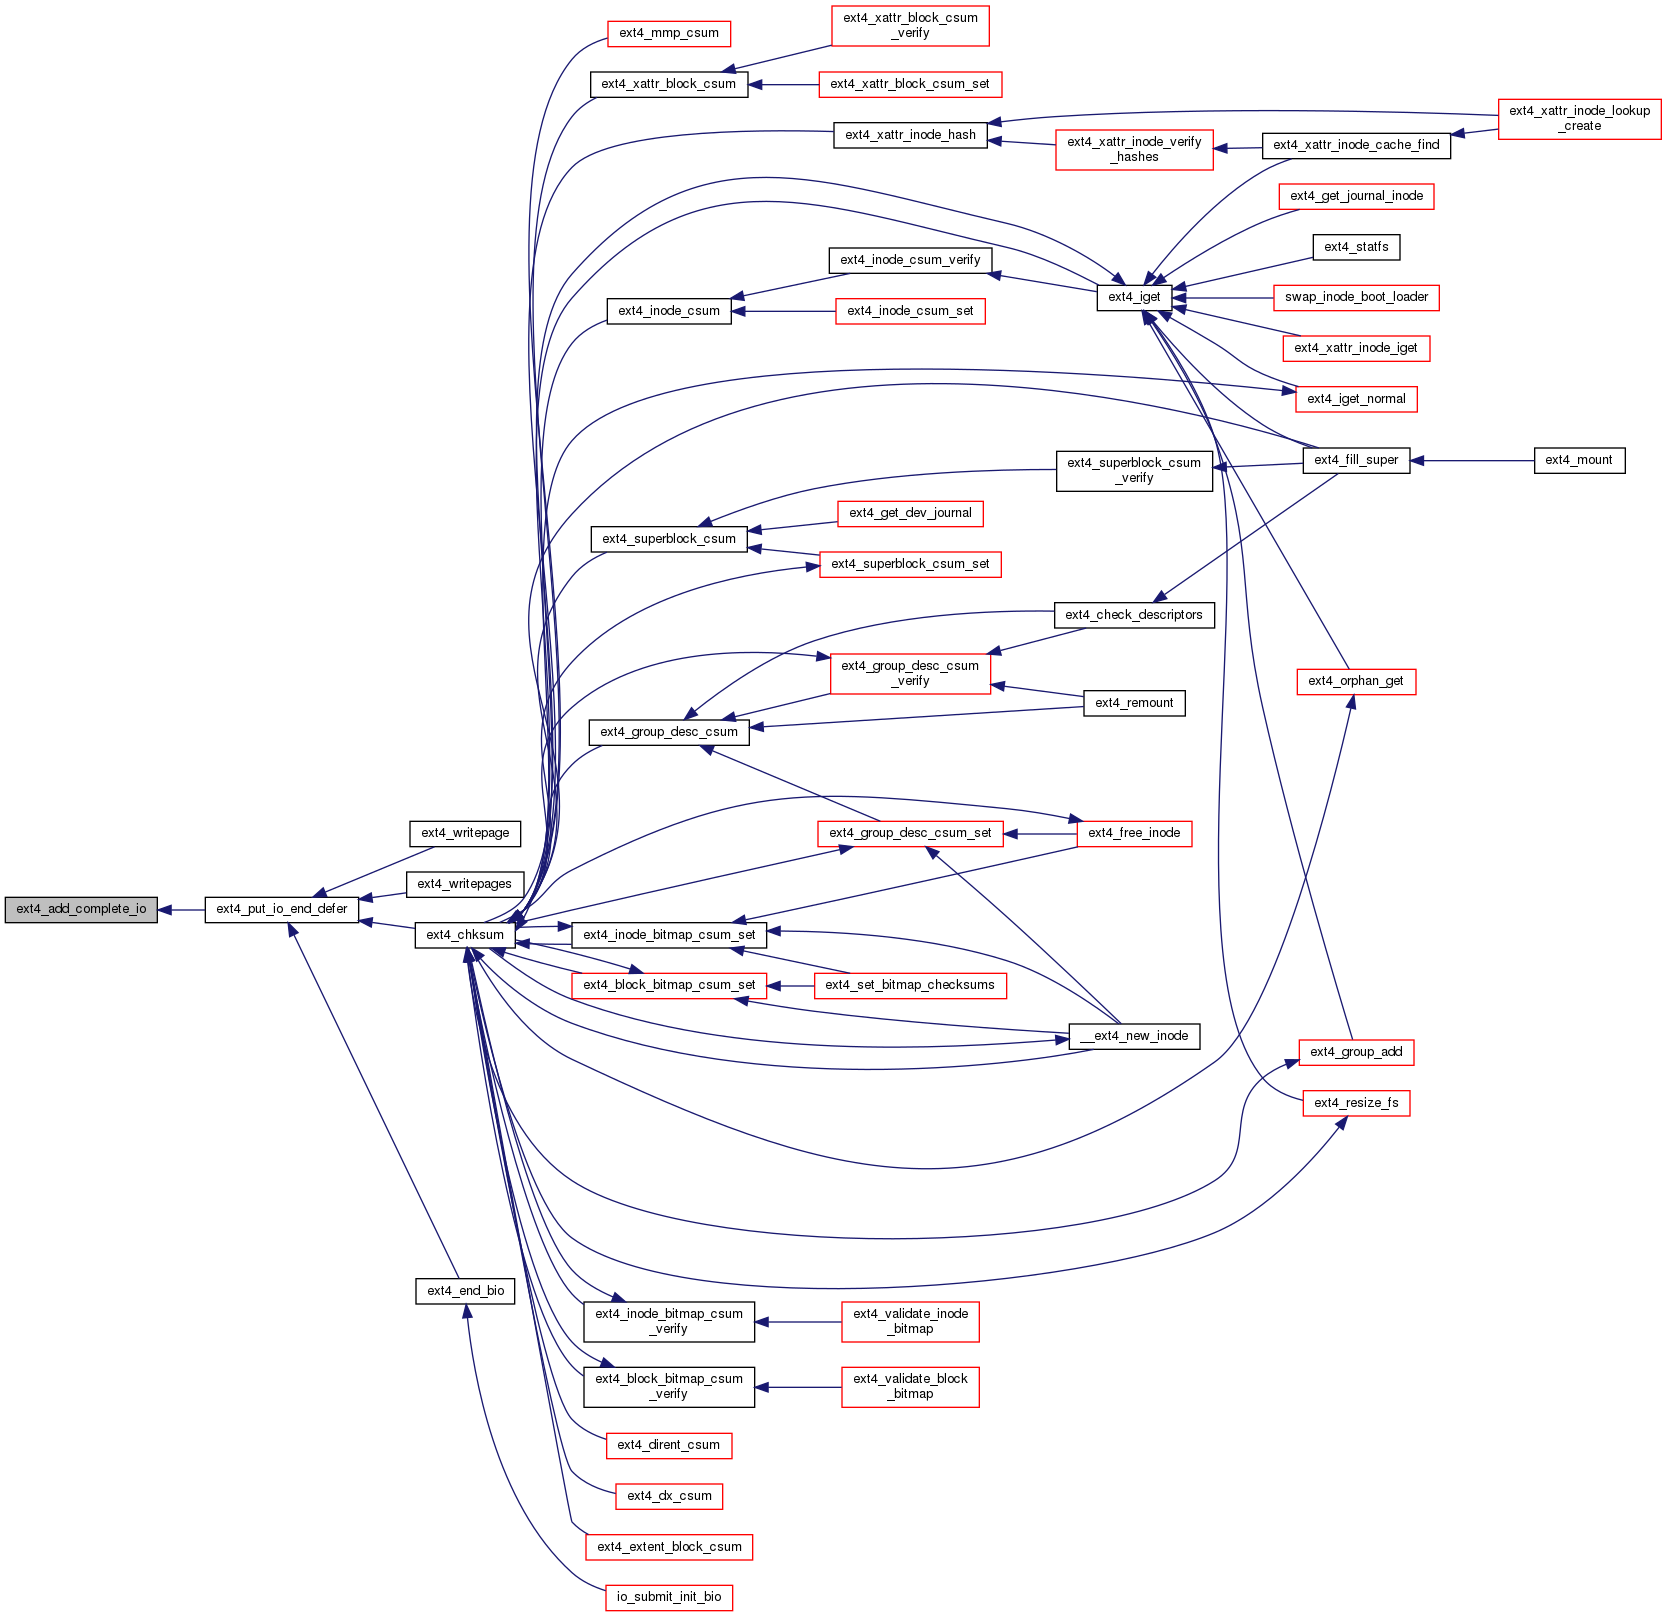 ext4_mmp_csum
ext4_xattr_block_csum
_verify
ext4_xattr_block_csum
ext4_xattr_block_csum_set
ext4_xattr_inode_hash
ext4_xattr_inode_lookup
_create
ext4_xattr_inode_verify
_hashes
ext4_xattr_inode_cache_find
ext4_get_journal_inode
ext4_statfs
ext4_inode_csum_verify
ext4_iget
swap_inode_boot_loader
ext4_inode_csum
ext4_inode_csum_set
ext4_xattr_inode_iget
ext4_iget_normal
ext4_superblock_csum
_verify
ext4_fill_super
ext4_mount
ext4_get_dev_journal
ext4_superblock_csum
ext4_superblock_csum_set
ext4_check_descriptors
ext4_group_desc_csum
_verify
ext4_orphan_get
ext4_remount
ext4_group_desc_csum
ext4_writepage
ext4_group_desc_csum_set
ext4_free_inode
ext4_writepages
ext4_add_complete_io
ext4_put_io_end_defer
ext4_chksum
ext4_inode_bitmap_csum_set
ext4_block_bitmap_csum_set
ext4_set_bitmap_checksums
__ext4_new_inode
ext4_group_add
ext4_resize_fs
ext4_end_bio
ext4_inode_bitmap_csum
_verify
ext4_validate_inode
_bitmap
ext4_block_bitmap_csum
_verify
ext4_validate_block
_bitmap
ext4_dirent_csum
ext4_dx_csum
ext4_extent_block_csum
io_submit_init_bio